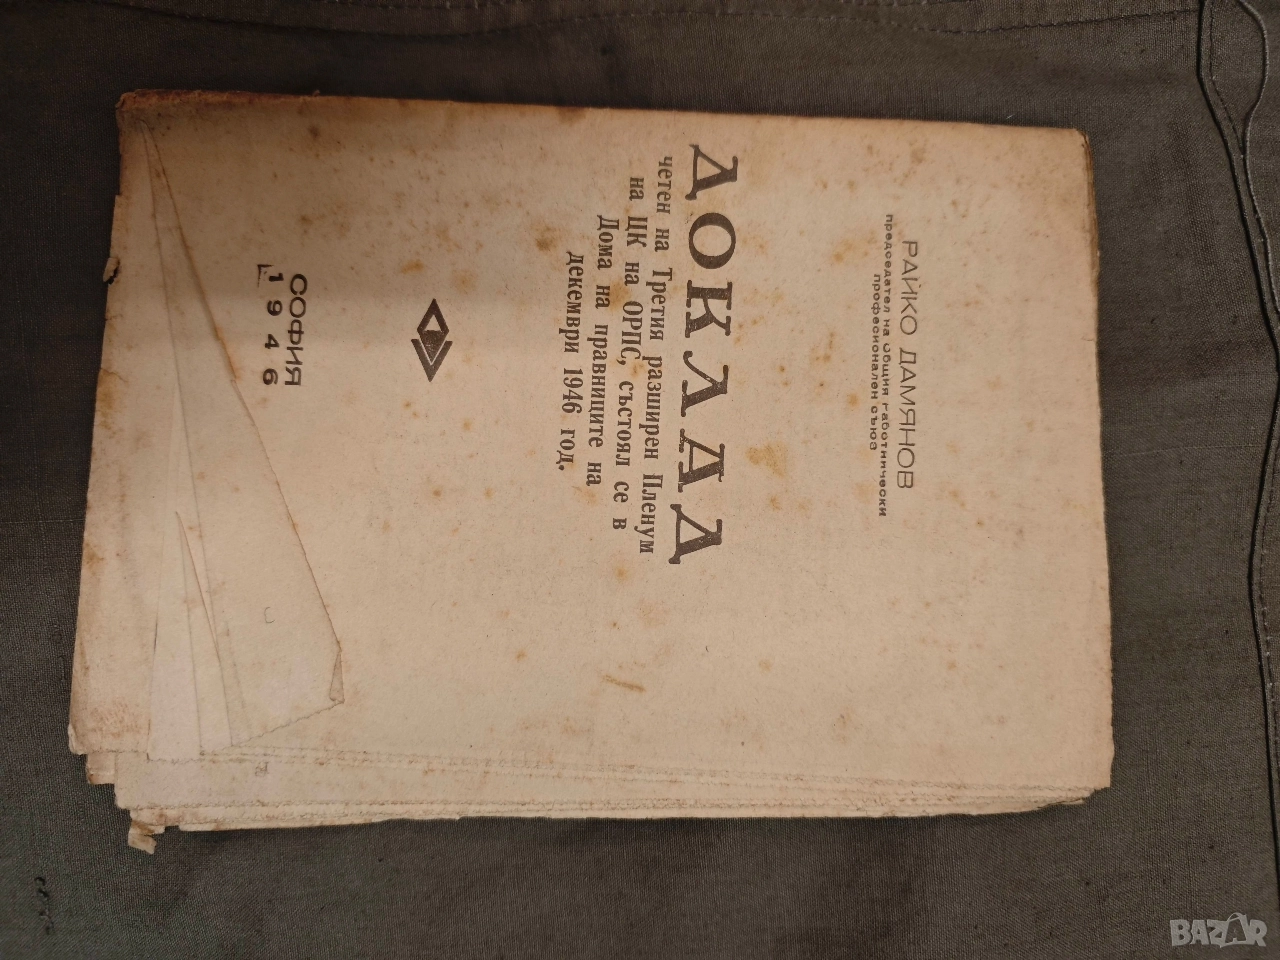 РАЙКО ДАМЯНОВ
председател на Общия работнически
професионален съюз
ДОКЛАД
четен на Третия разширен Пленум
на ЦК на ОРПС, състоял се в
Дома на правниците на
декември 1946 год.
СОФИЯ
1946
BAZAR